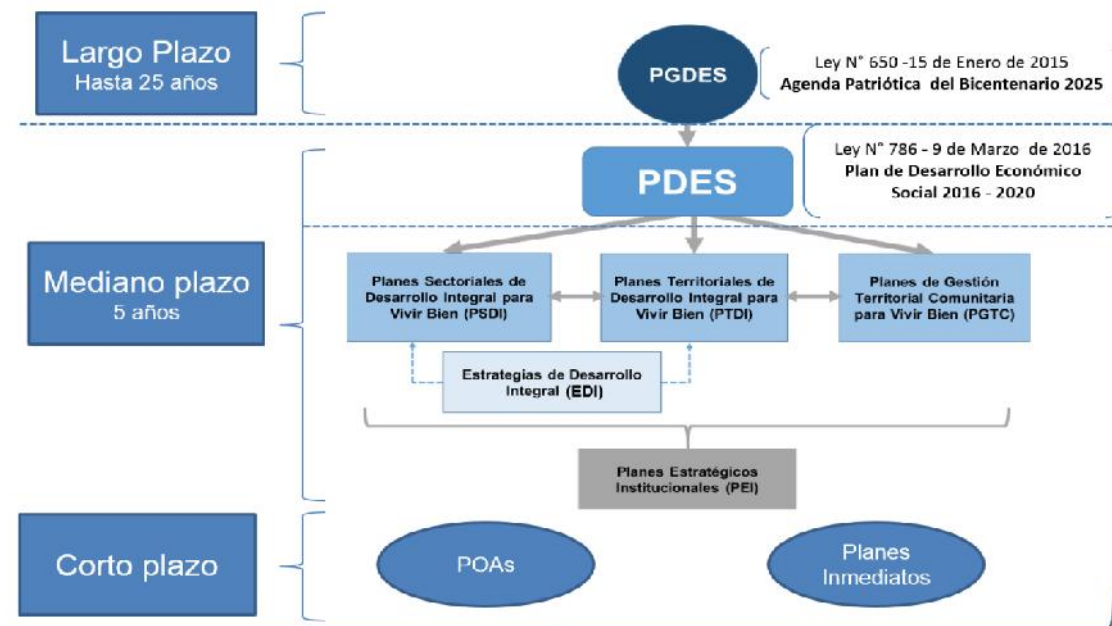 Largo Plazo
Hasta 25 años
PGDES
Ley N° 650 -15 de Enero de 2015
Agenda Patriótica del Bicentenario 2025
PDES
Ley N° 786 - 9 de Marzo de 2016
Plan de Desarrollo Económico
Social 2016 - 2020
Mediano plazo
5 años
Planes Sectoriales de
Desarrollo Integral para
Vivir Bien (PSDI)
Planes Territoriales de
Desarrollo Integral para
Vivir Bien (PTDI)
Planes de Gestión
Territorial Comunitaria
para Vivir Bien (PGTC)
Estrategias de Desarrollo
Integral (EDI)
Planes Estratégicos
Institucionales (PEI)
Corto plazo
POAs
Planes
Inmediatos